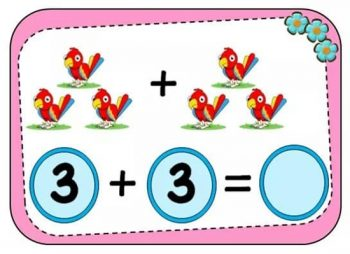 +
3 + 3 =